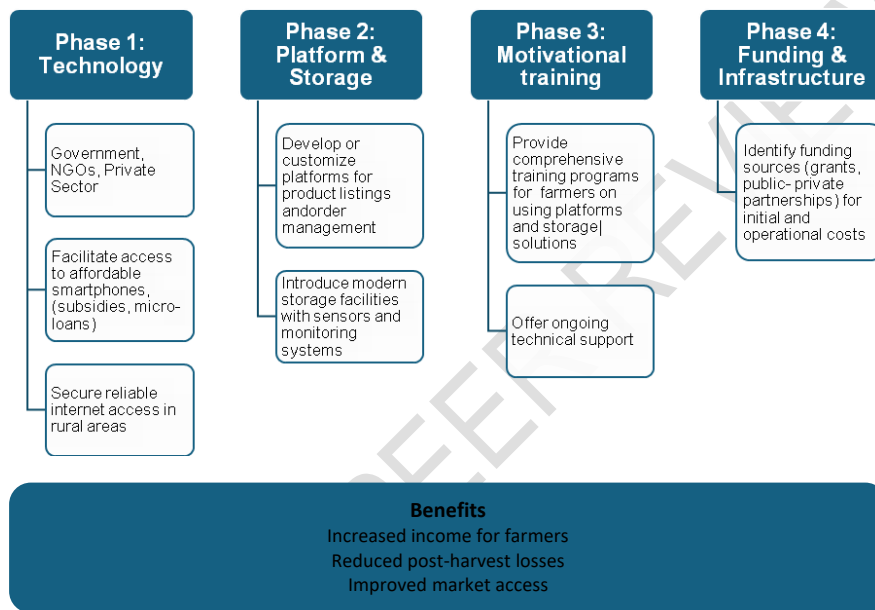 Phase 1:
Technology
Government,
NGOs, Private
Sector
Facilitate access
to affordable
smartphones,
(subsidies, micro-
loans)
Secure reliable
internet access in
rural areas
Phase 2:
Platform &
Storage
Develop or
customize
platforms for
product listings
andorder
management
Introduce modern
storage facilities
with sensors and
monitoring
systems
Phase 3:
Motivational
training
Provide
comprehensive
training programs
for farmers on
using platforms
and storage|
solutions
Offer ongoing
technical support
Phase 4:
Funding &
Infrastructure
Identify funding
sources (grants,
public- private
partnerships) for
initial and
operational costs
Benefits
Increased income for farmers
Reduced post-harvest losses
Improved market access